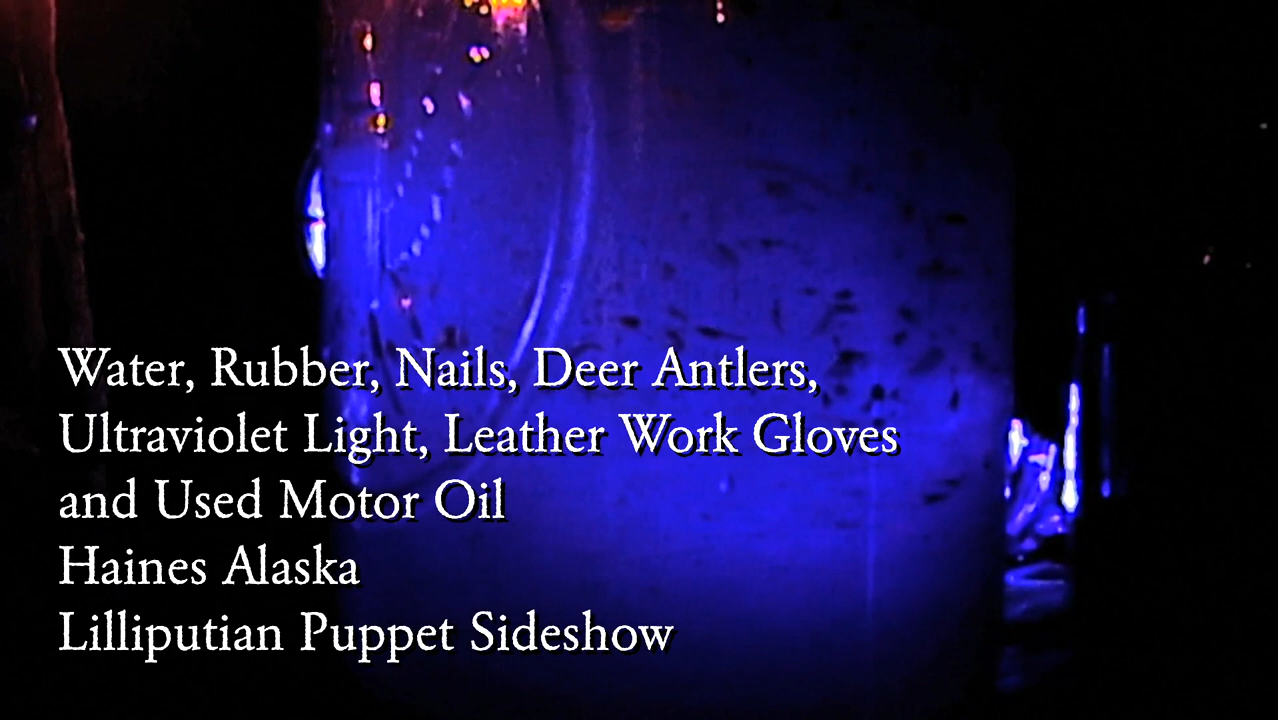 Water, Rubber, Nails, Deer Antlers,
Ultraviolet Light, Leather Work Gloves
and Used Motor Oil
Haines Alaska
Lilliputian Puppet Sideshow